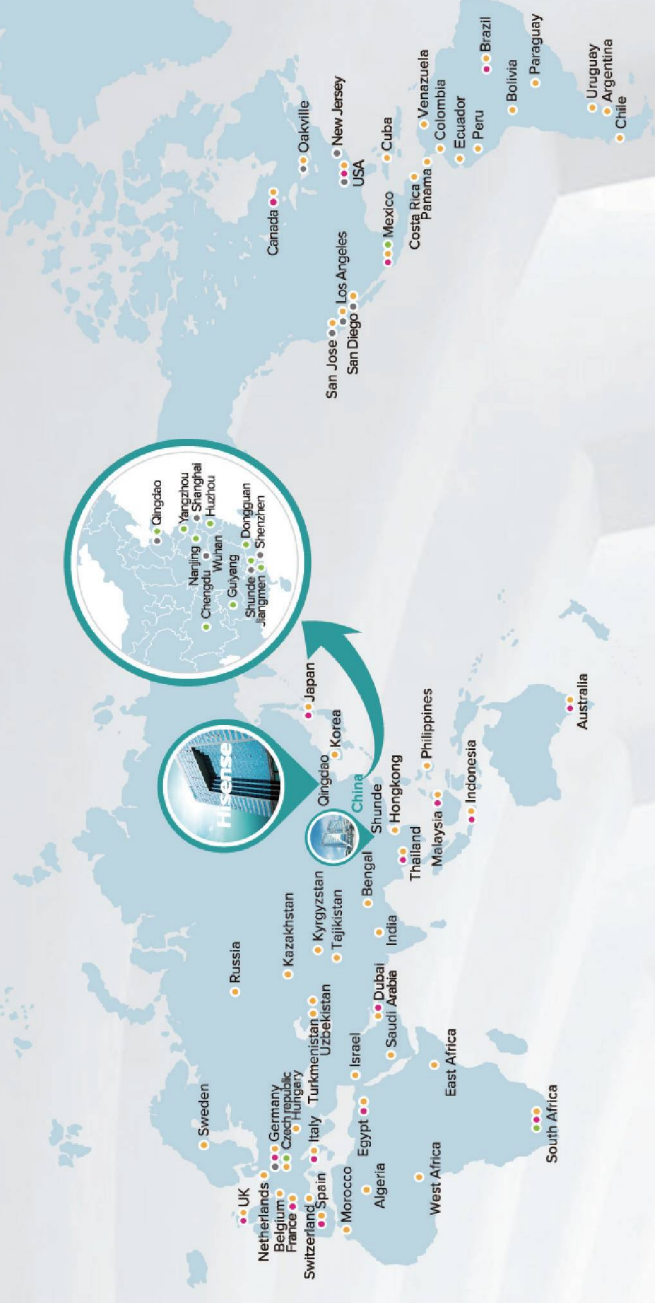 UK
Netherlands
Belgium
France
Switzerland
Spain
Morocco
Algeria
West Africa
Sweden
Germany
Czech republic
Hungary
Italy
Egypt
Israel
East Africa
South Africa
Russia
Kazakhstan
Turkmenistan
Uzbekistan
Kyrgyzstan
Tajikistan
Saudi Arabia
Dubai
India
Bengal
Hisense
Qingdao
China
Shunde
Korea
Japan
Hongkong
Thailand
Malaysia
Philippines
Indonesia
Australia
Qingdao
Yangzhou
Nanjing
Shanghai
Chengdu
Wuhan
Huzhou
Guiyang
Shunde
Dongguan
Jiangmen
Shenzhen
Canada
Oakville
New Jersey
USA
San Jose
Los Angeles
San Diego
Mexico
Cuba
Costa Rica
Panama
Venazuela
Colombia
Ecuador
Peru
Brazil
Bolivia
Paraguay
Uruguay
Argentina
Chile